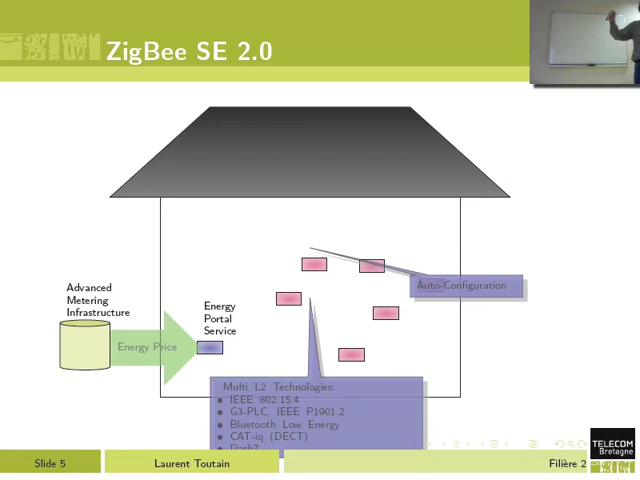 ZigBee SE 2.0
Auto-Configuration
Advanced
Metering
Infrastructure
Energy
Portal
Service
Energy Price
Multi L2 Technologies:
• IEEE 802.15.4
• G3-PLC, IEEE P1901.2
• Bluetooth Low Energy
• CAT-iq (DECT)
• Dash7
TELECOM
Bretagne
Slide 5
Laurent Toutain
Filière 2